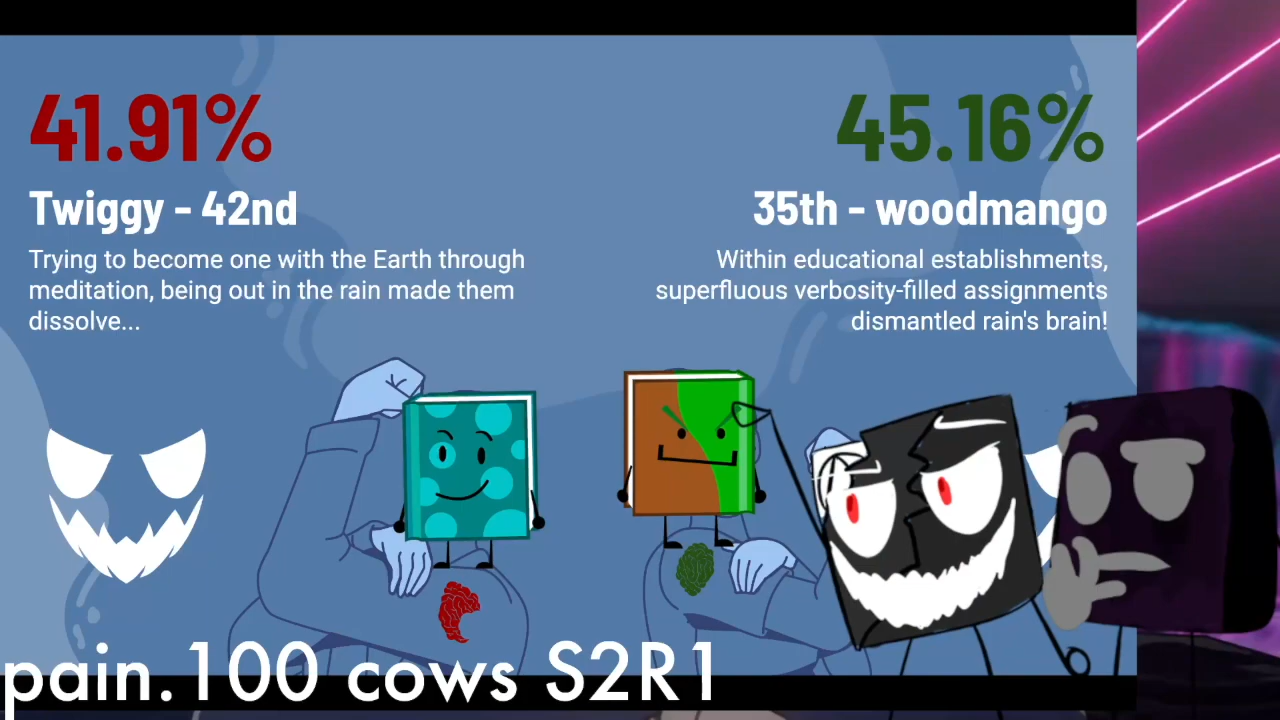 41.91%
Twiggy - 42nd
Trying to become one with the Earth through
meditation, being out in the rain made them
dissolve...
45.16%
35th - woodmango
Within educational establishments,
superfluous verbosity-filled assignments
dismantled rain's brain!
pain.100 cows S2R1